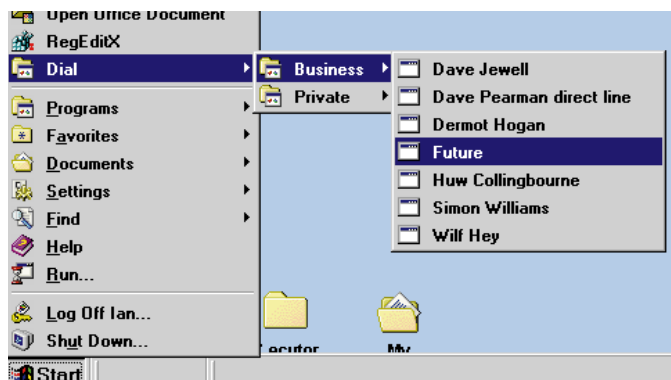 Open Office Document
RegEditX
Dial
Programs
Favorites
Documents
Settings
Find
Help
Run...
Log Off Ian...
Shut Down...
Start
Business
Private
Dave Jewell
Dave Pearman direct line
Dermot Hogan
Future
Huw Collingbourne
Simon Williams
Wilf Hey
My